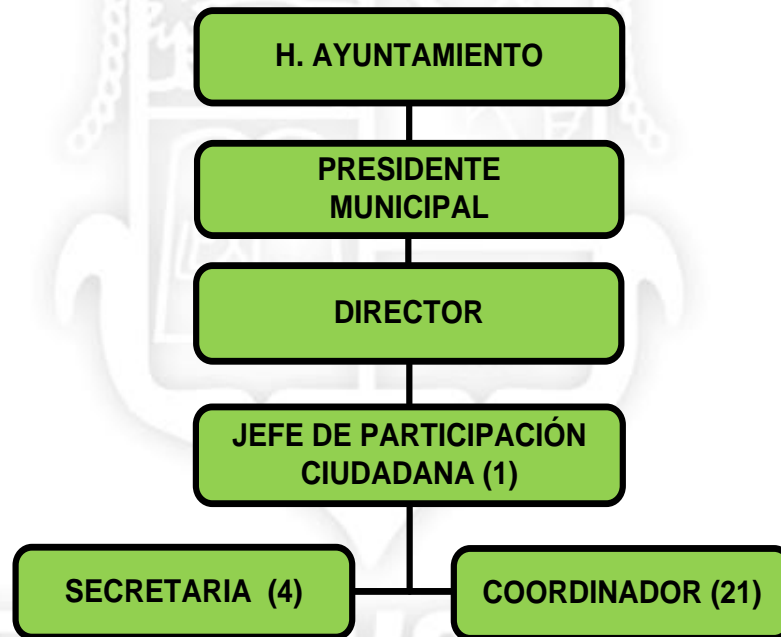 H. AYUNTAMIENTO
PRESIDENTE
MUNICIPAL
DIRECTOR
JEFE DE PARTICIPACIÓN
CIUDADANA (1)
SECRETARIA (4)
COORDINADOR (21)